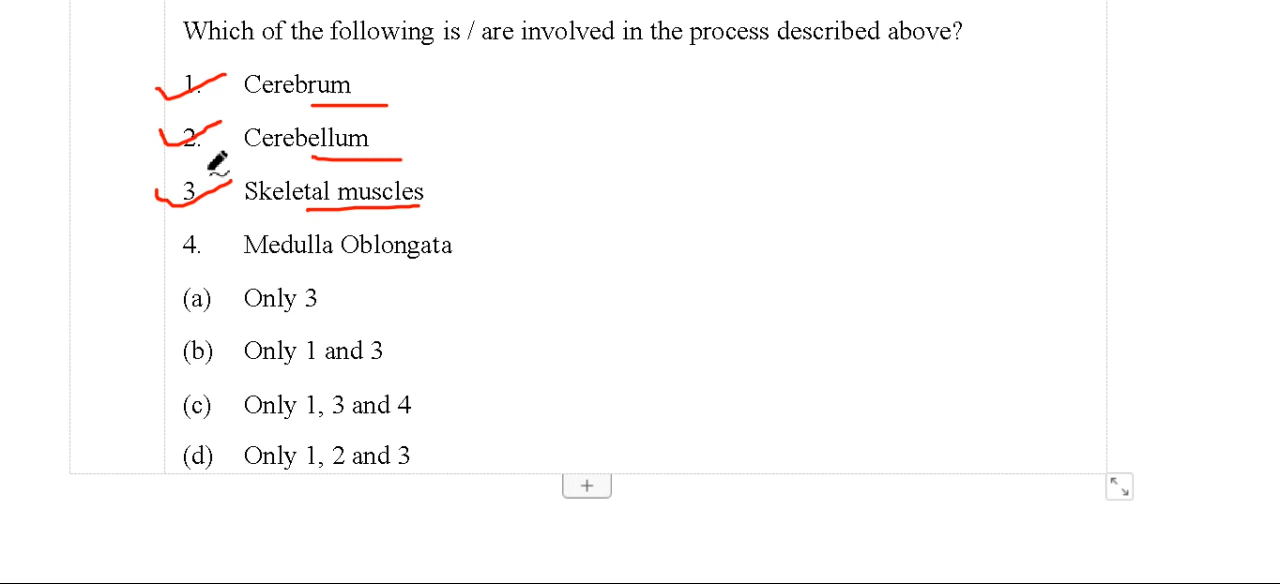 Which of the following is / are involved in the process described above?
1. Cerebrum
2. Cerebellum
3. Skeletal muscles
4. Medulla Oblongata
(a) Only 3
(b) Only 1 and 3
(c) Only 1, 3 and 4
(d) Only 1, 2 and 3
+